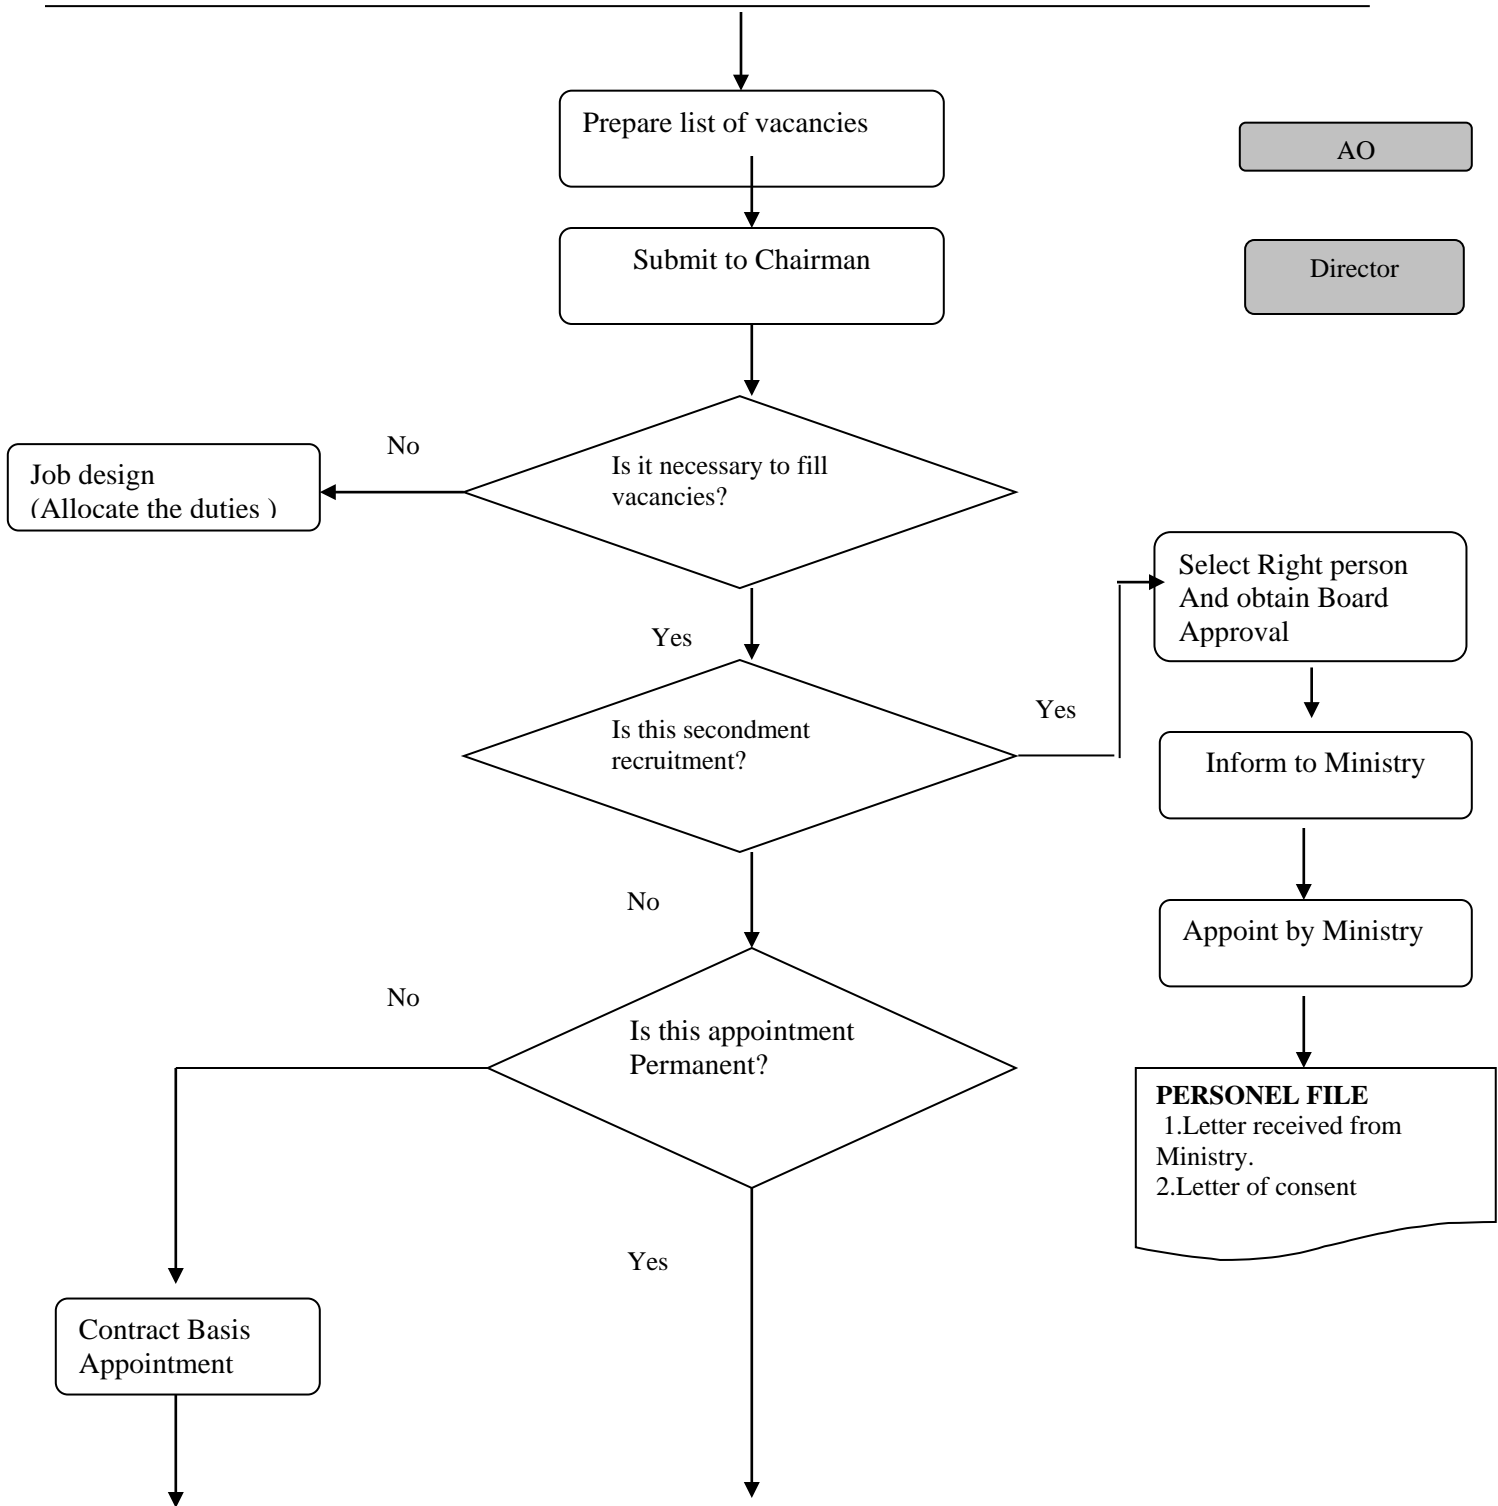 Prepare list of vacancies
AO
Submit to Chairman
Director
No
Is it necessary to fill
vacancies?
Job design
(Allocate the duties )
Select Right person
And obtain Board
Approval
Yes
Is this secondment
recruitment?
Yes
Inform to Ministry
No
Appoint by Ministry
No
Is this appointment
Permanent?
PERSONEL FILE
1.Letter received from
Ministry.
2.Letter of consent
Yes
Contract Basis
Appointment